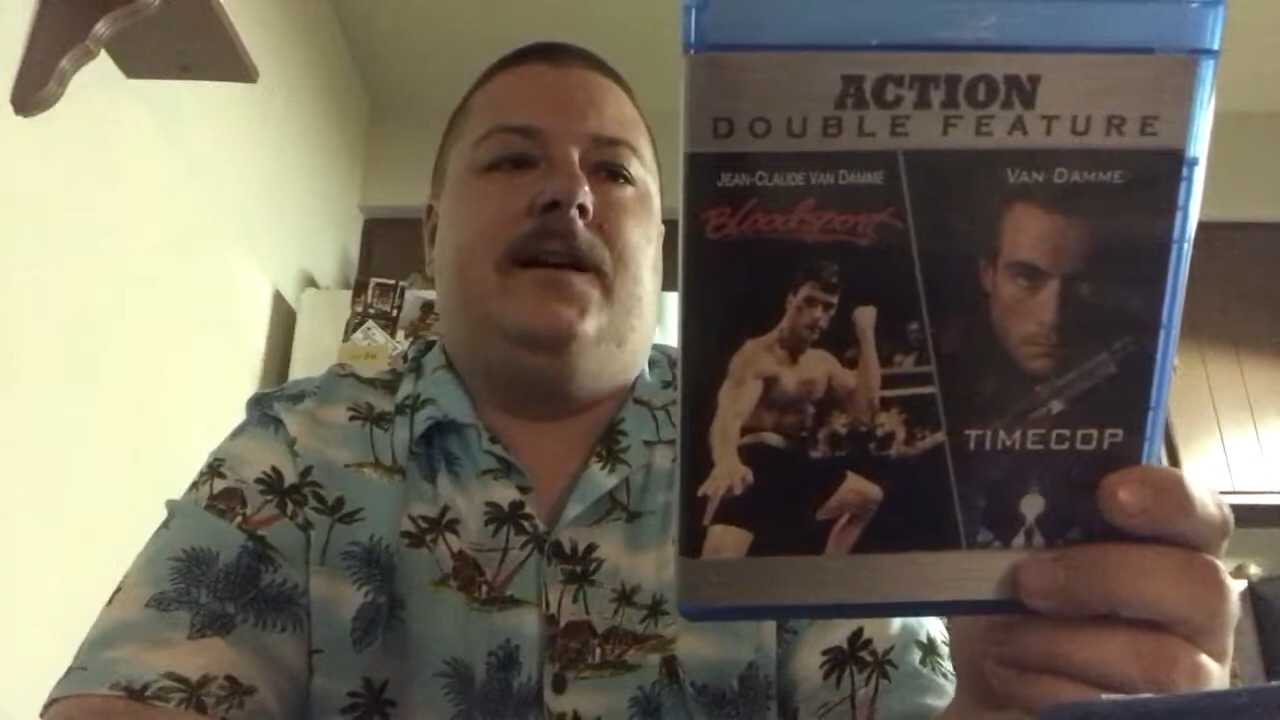 ACTION
DOUBLE FEATURE
JEAN-CLAUDE VAN DAMME
Bloodsport
VAN DAMME
TIMECOP